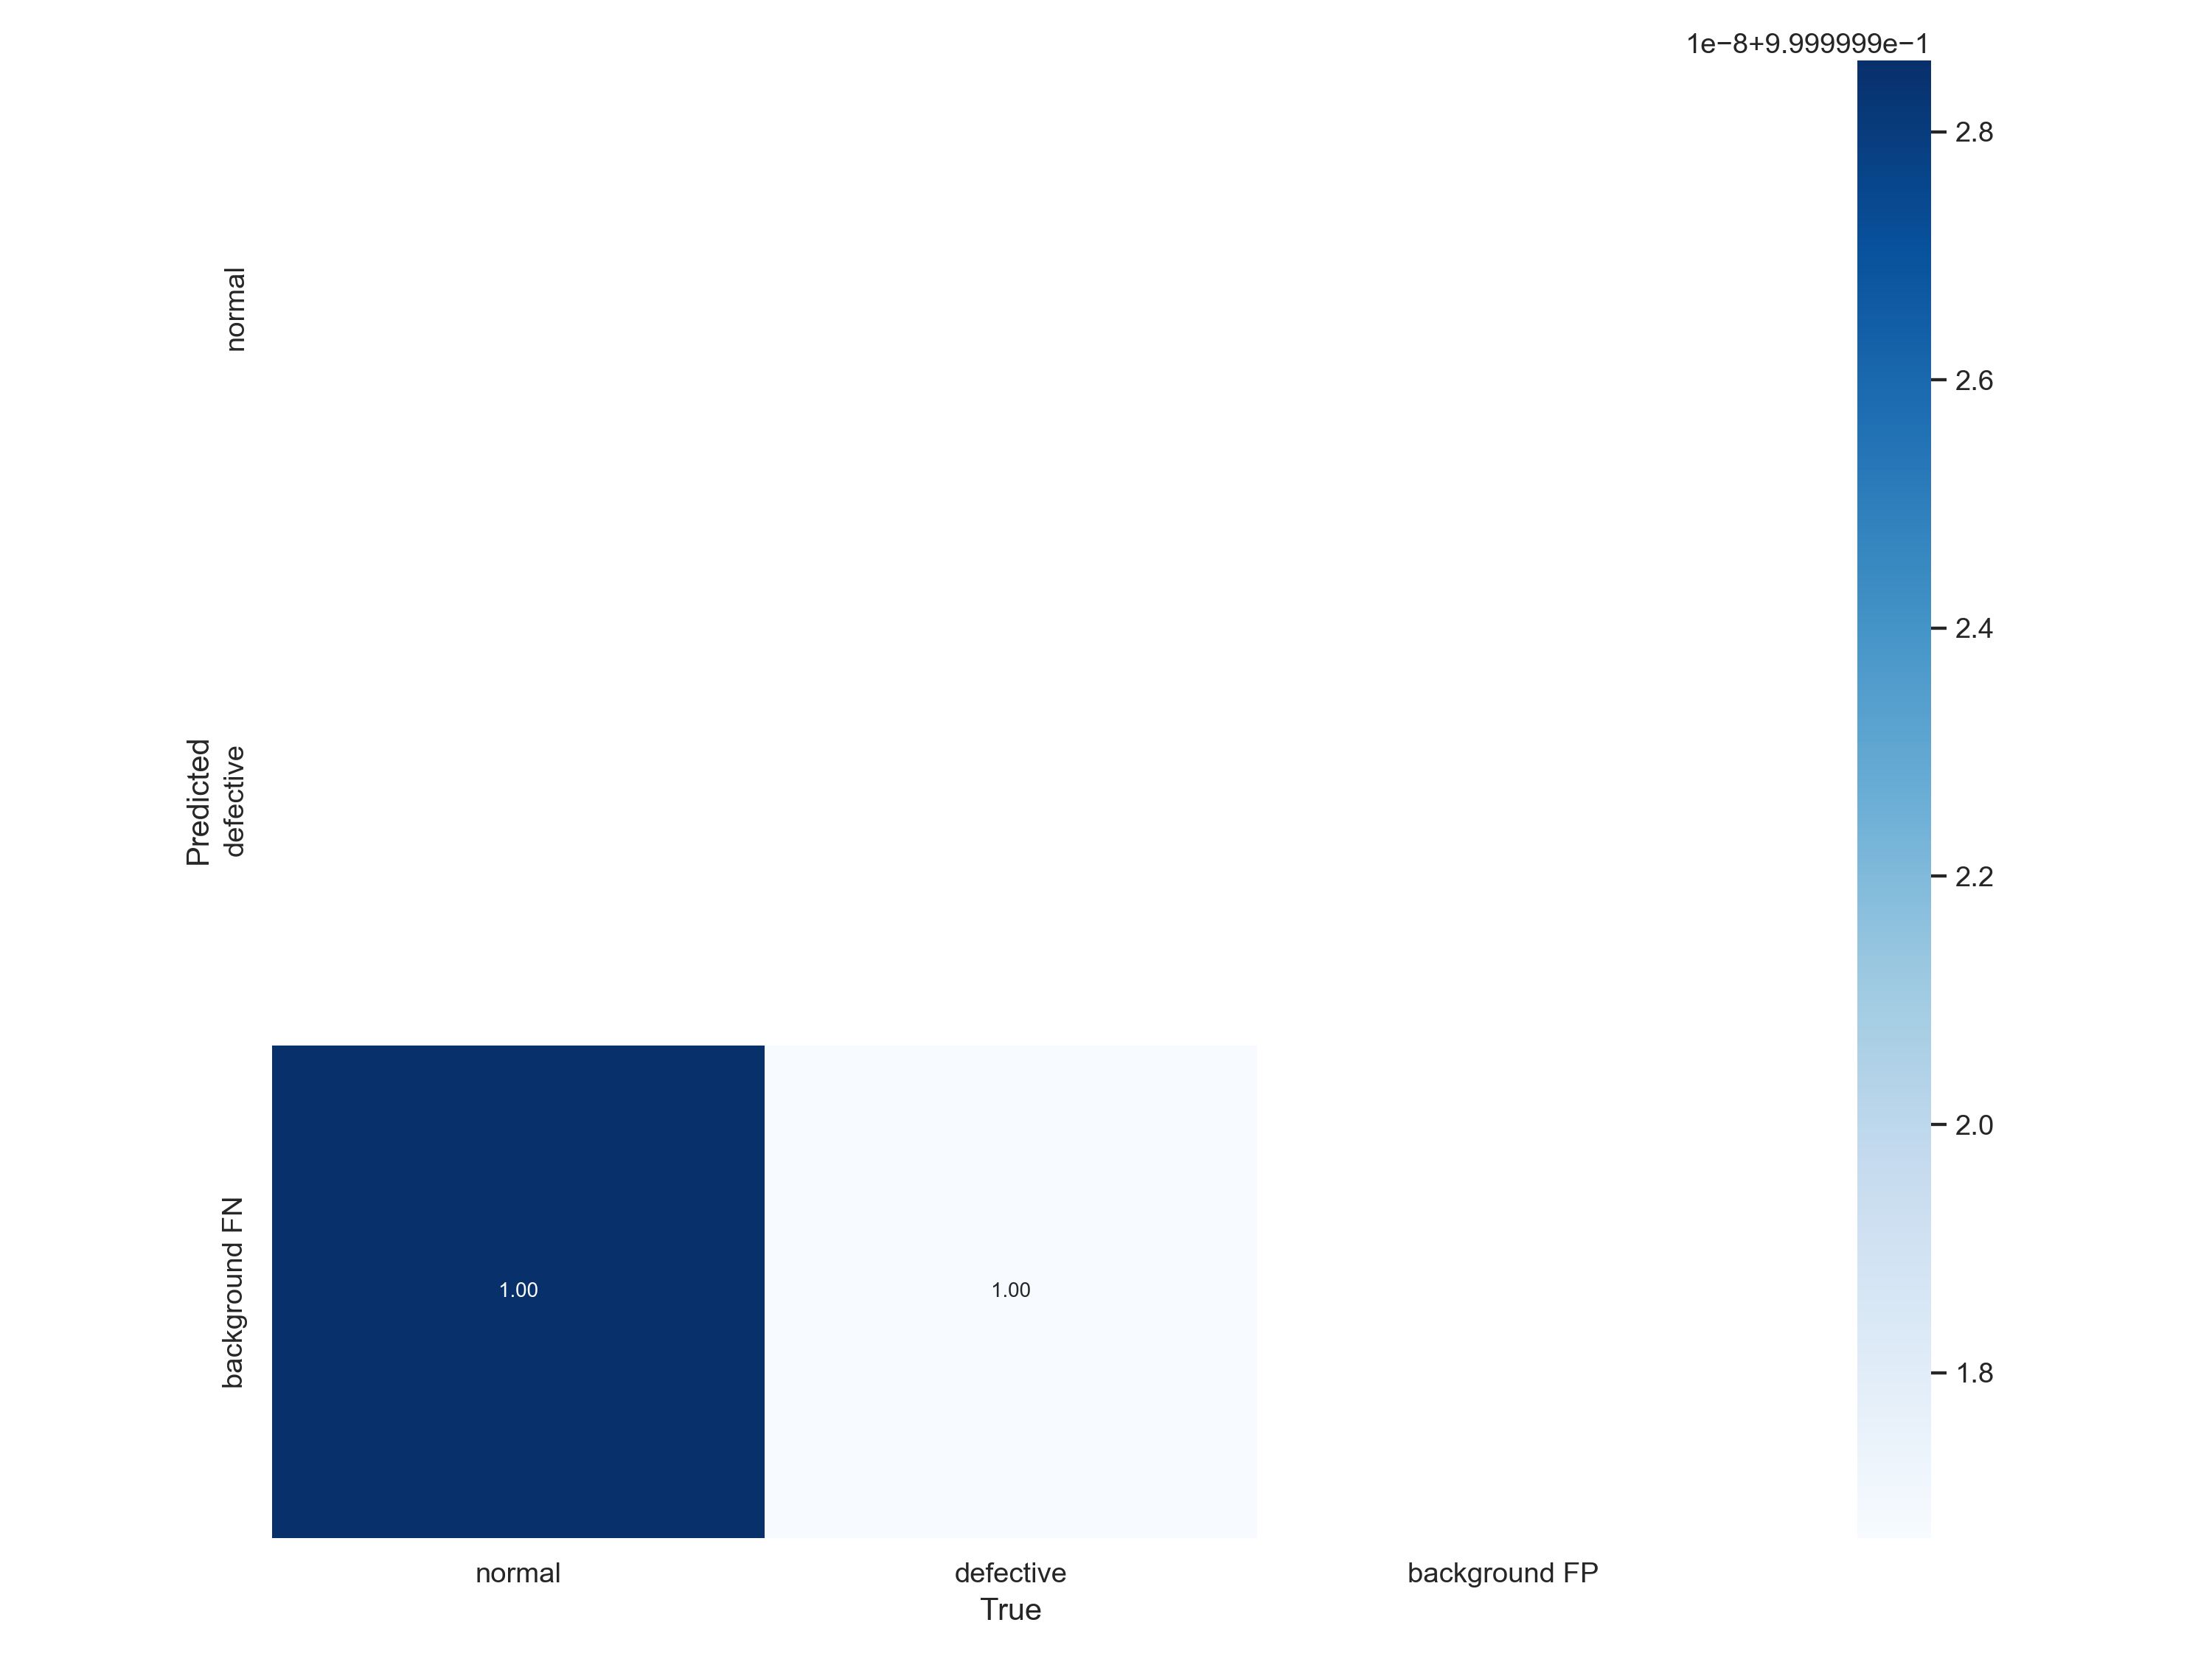 1e−8+9.999999e−1
2.8
2.6
2.4
2.2
2.0
1.8
Predicted
normal
defective
background FN
1.00
1.00
normal
defective
background FP
True